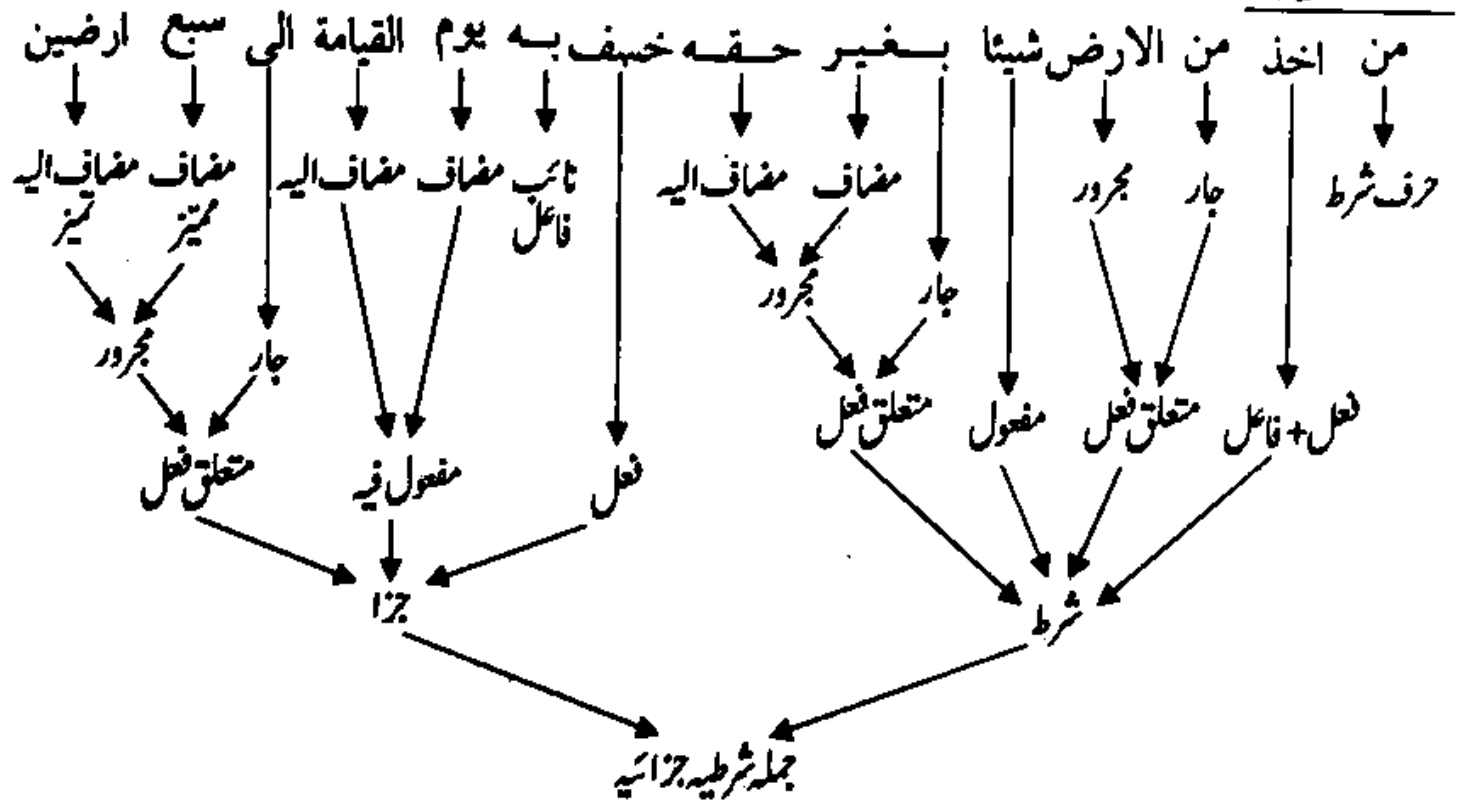 من اخذ من الارض شيئا بغير حقه خسف به يوم القيامة الى سبع ارضين
حرف شرط جار مجرور مضاف مضاف الیہ نائب فاعل مضاف مضاف الیہ مضاف ممیّز مضاف الیہ تمیز
جار مجرور
جار مجرور
فعل+فاعل متعلق فعل مفعول متعلق فعل
فعل مفعول فیہ متعلق فعل
شرط جزا
جملہ شرطیہ جزائیہ